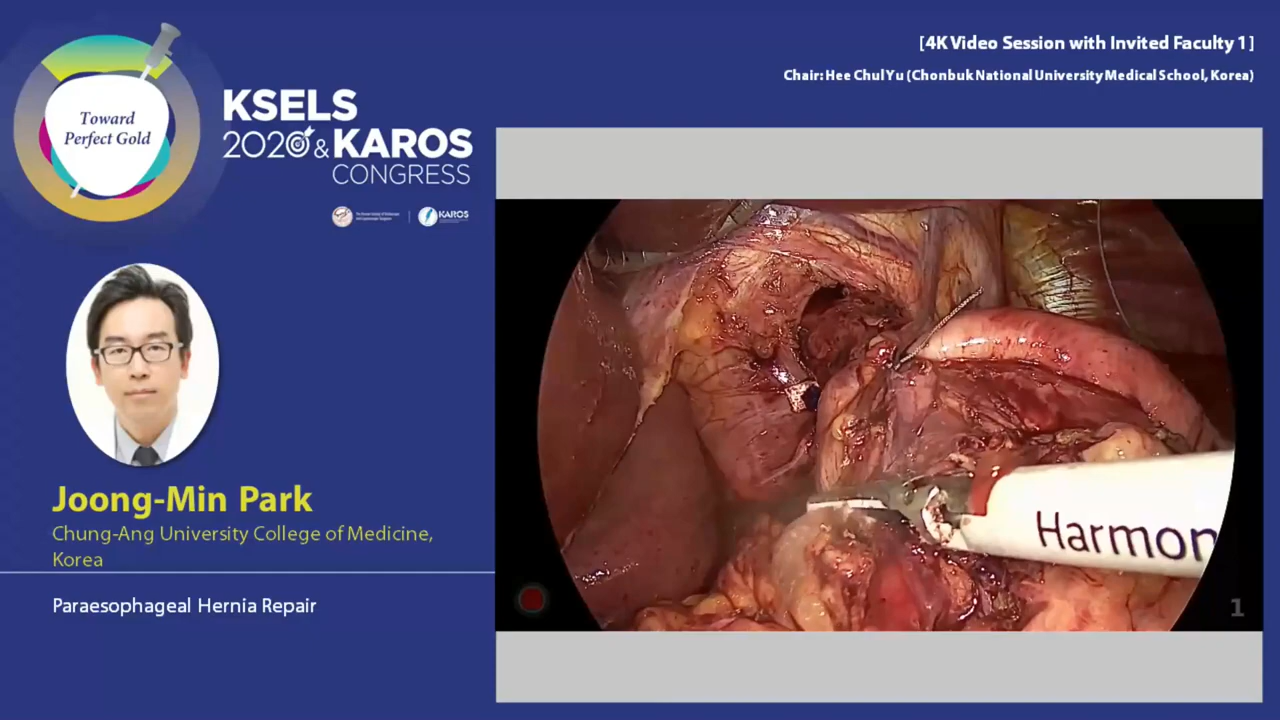 [4K Video Session with Invited Faculty 1]
Chair: Hee Chul Yu (Chonbuk National University Medical School, Korea)
Toward
Perfect Gold
KSELS
2020 & KAROS
CONGRESS
KAROS
Joong-Min Park
Chung-Ang University College of Medicine,
Korea
Paraesophageal Hernia Repair
Harmon
1